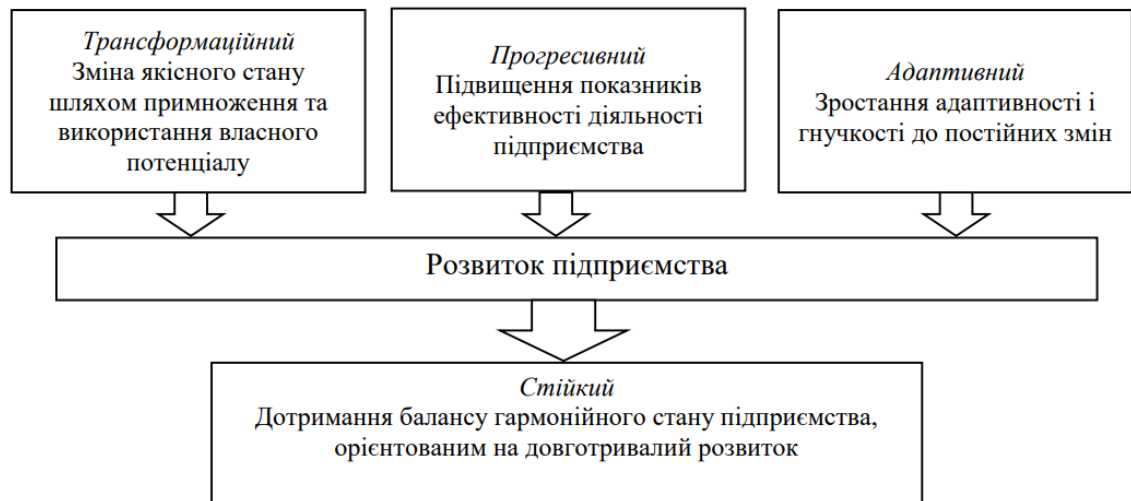 Трансформаційний
Зміна якісного стану
шляхом примноження та
використання власного
потенціалу
Прогресивний
Підвищення показників
ефективності діяльності
підприємства
Адаптивний
Зростання адаптивності і
гнучкості до постійних змін
Розвиток підприємства
Стійкий
Дотримання балансу гармонійного стану підприємства,
орієнтованим на довготривалий розвиток